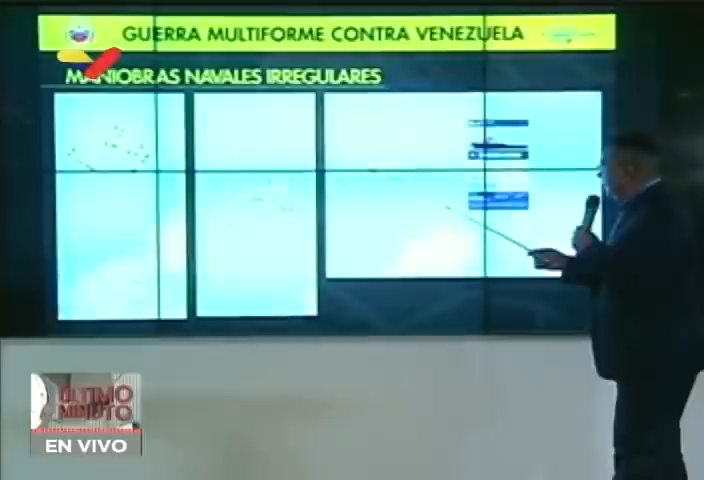 GUERRA MULTIFORME CONTRA VENEZUELA
MANIOBRAS NAVALES IRREGULARES
ÚLTIMO
MINUTO
EN VIVO